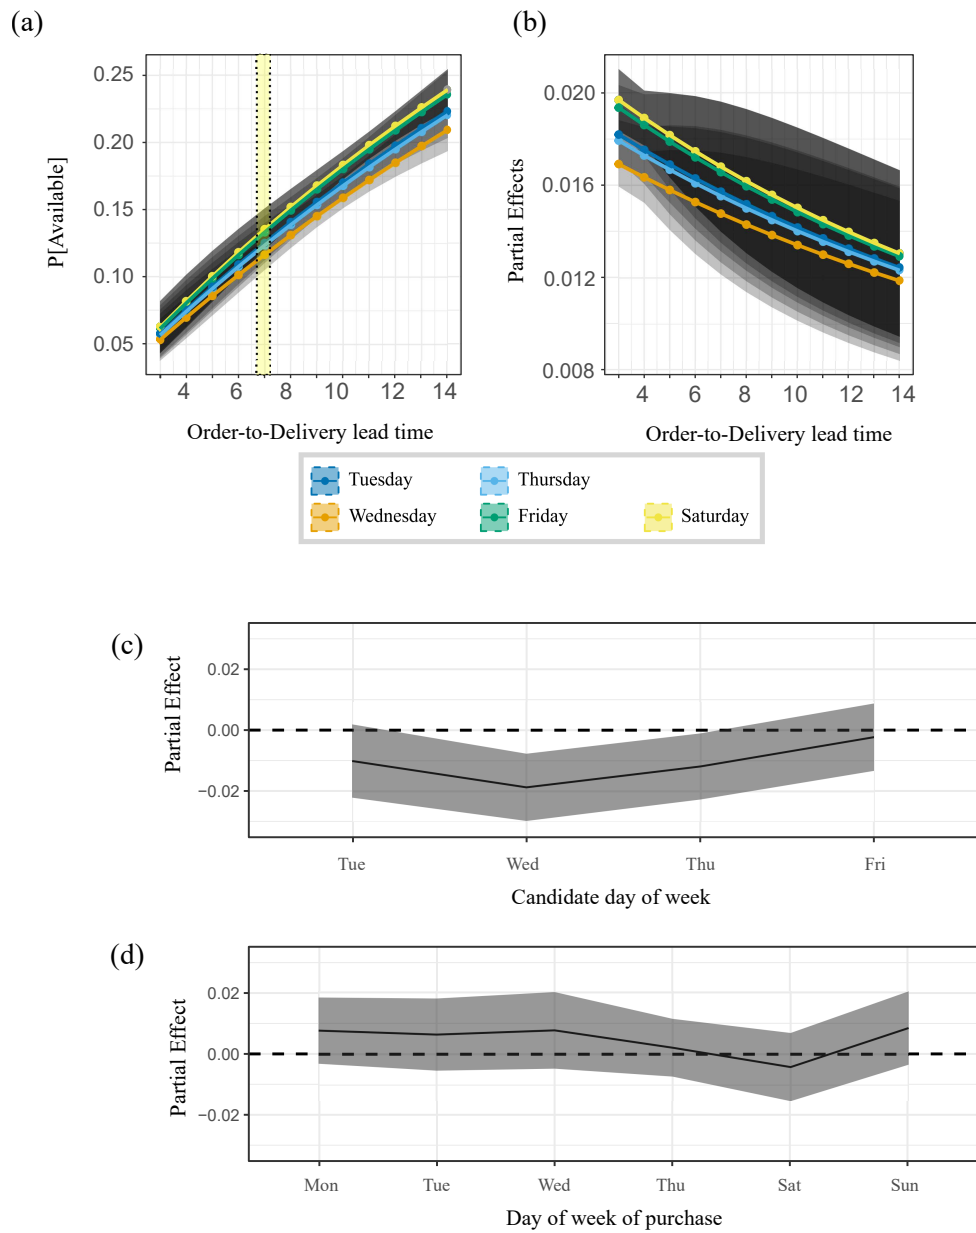 (a)
(b)
P[Available]
0.25
0.20
0.15
0.10
0.05
4 6 8 10 12 14
Order-to-Delivery lead time
Partial Effects
0.020
0.016
0.012
0.008
4 6 8 10 12 14
Order-to-Delivery lead time
Tuesday Thursday
Wednesday Friday Saturday
(c)
Partial Effect
0.02
0.00
−0.02
Tue Wed Thu Fri
Candidate day of week
(d)
Partial Effect
0.02
0.00
−0.02
Mon Tue Wed Thu Sat Sun
Day of week of purchase